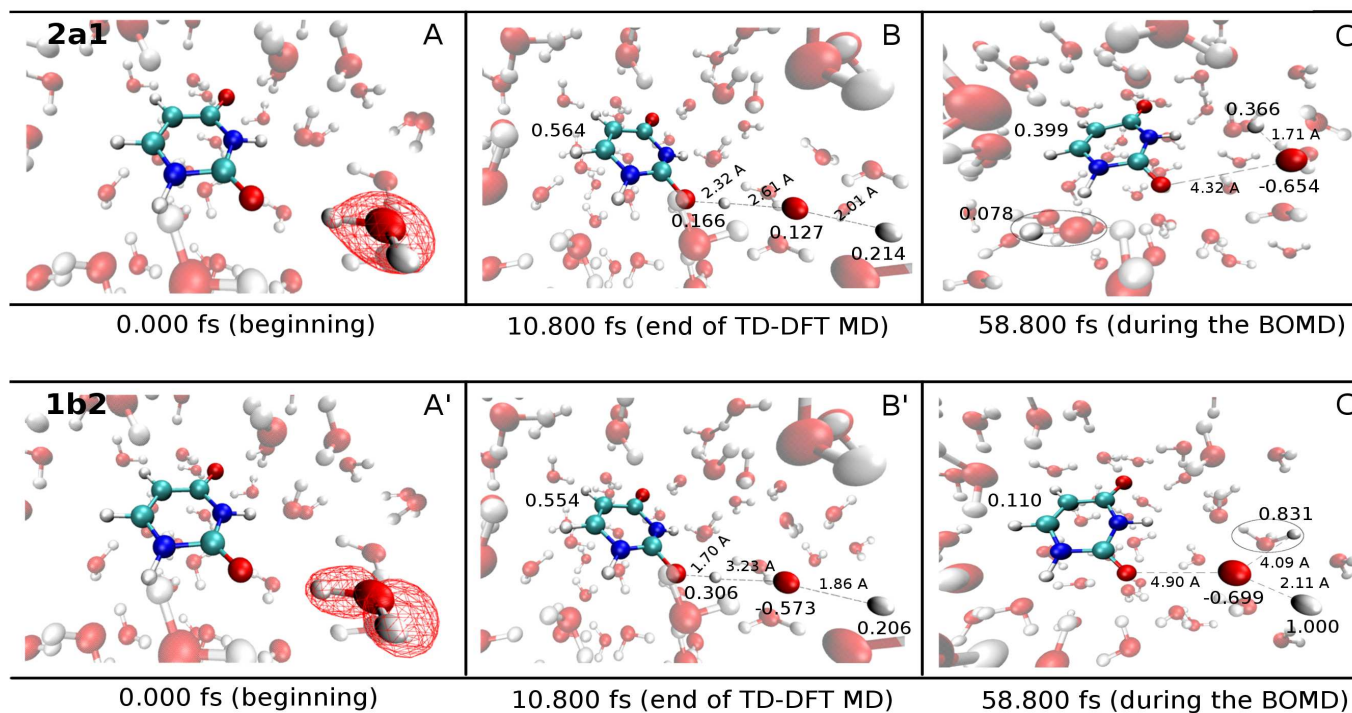 2a1
A
B
C
0.564
2.32 A
2.61 A
2.01 A
0.166
0.127
0.214
0.399
0.366
1.71 A
4.32 A
-0.654
0.078
0.000 fs (beginning)
10.800 fs (end of TD-DFT MD)
58.800 fs (during the BOMD)
1b2
A'
B'
C
0.554
1.70 A
3.23 A
1.86 A
0.306
-0.573
0.206
0.110
0.831
4.09 A
4.90 A
2.11 A
-0.699
1.000
0.000 fs (beginning)
10.800 fs (end of TD-DFT MD)
58.800 fs (during the BOMD)